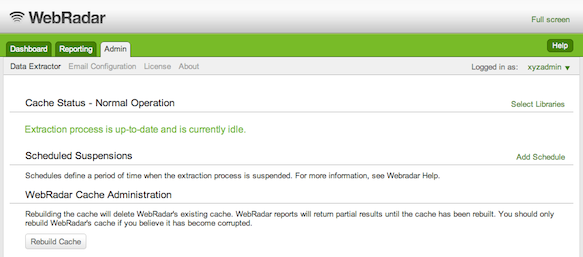 WebRadar
Full screen
Dashboard Reporting Admin Help
Data Extractor Email Configuration License About Logged in as: xyzadmin
Cache Status - Normal Operation Select Libraries
Extraction process is up-to-date and is currently idle.
Scheduled Suspensions Add Schedule
Schedules define a period of time when the extraction process is suspended. For more information, see Webradar Help.
WebRadar Cache Administration
Rebuilding the cache will delete WebRadar's existing cache. WebRadar reports will return partial results until the cache has been rebuilt. You should only
rebuild WebRadar's cache if you believe it has become corrupted.
Rebuild Cache